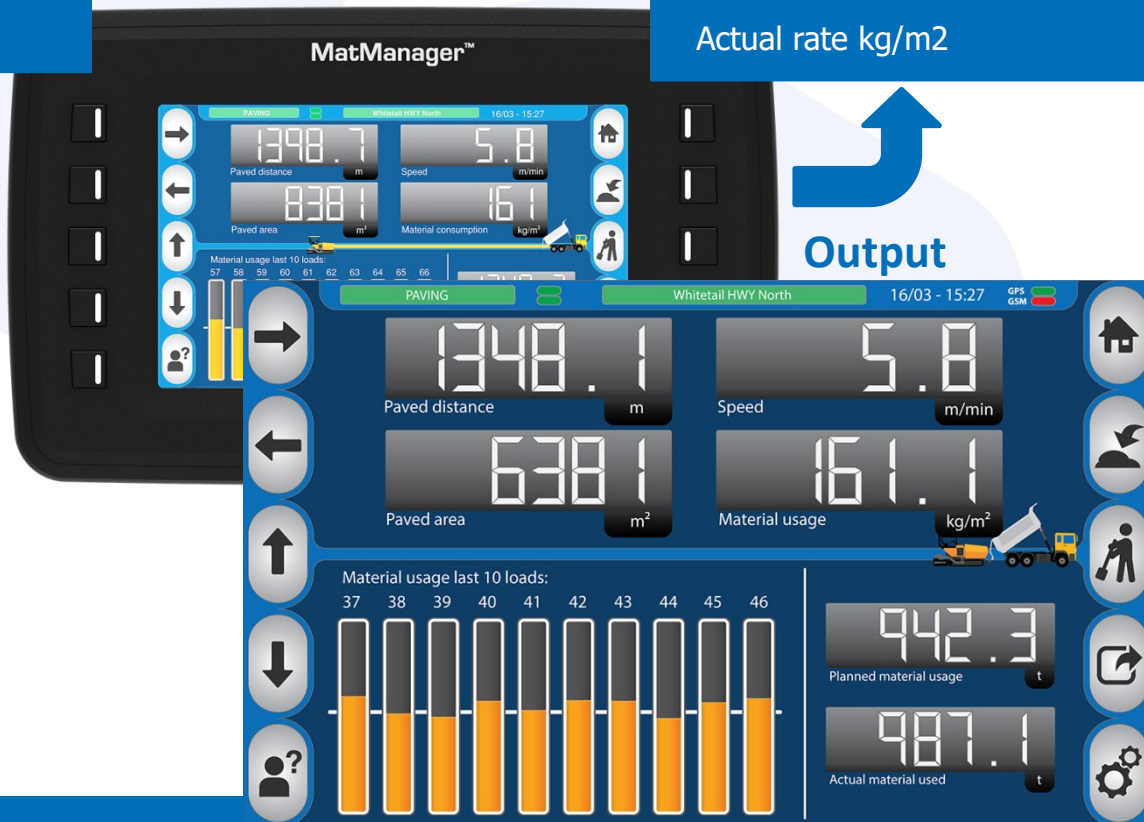 Actual rate kg/m2
MatManager™
PAVING
Whitetail HWY North
16/03 - 15:27
1398.7
Paved distance
m
5.8
Speed
m/min
8381
Paved area
m²
161
Material consumption
kg/m²
Material usage last 10 loads:
57 58 59 60 61 62 63 64 65 66
?
Output
PAVING
Whitetail HWY North
16/03 - 15:27
GPS
GSM
1348.1
Paved distance
m
5.8
Speed
m/min
6381
Paved area
m²
161.1
Material usage
kg/m²
Material usage last 10 loads:
37 38 39 40 41 42 43 44 45 46
942.3
Planned material usage
t
987.1
Actual material used
t
?